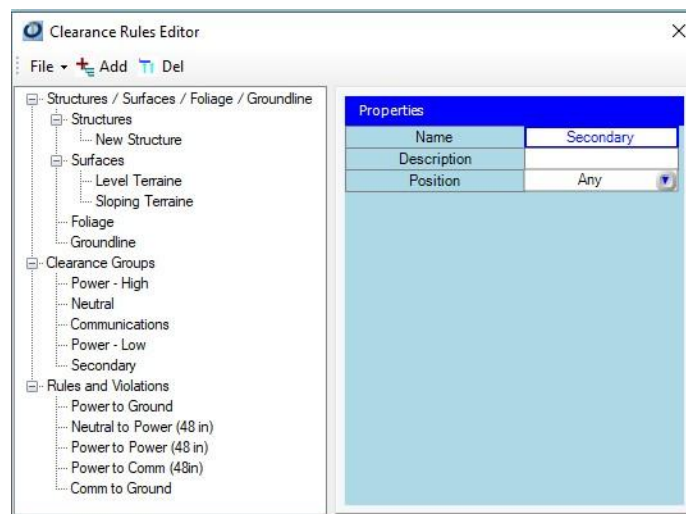 Clearance Rules Editor
File Add Del
Structures / Surfaces / Foliage / Groundline
Structures
New Structure
Surfaces
Level Terraine
Sloping Terraine
Foliage
Groundline
Clearance Groups
Power - High
Neutral
Communications
Power - Low
Secondary
Rules and Violations
Power to Ground
Neutral to Power (48 in)
Power to Power (48 in)
Power to Comm (48in)
Comm to Ground
Properties
Name Secondary
Description
Position Any